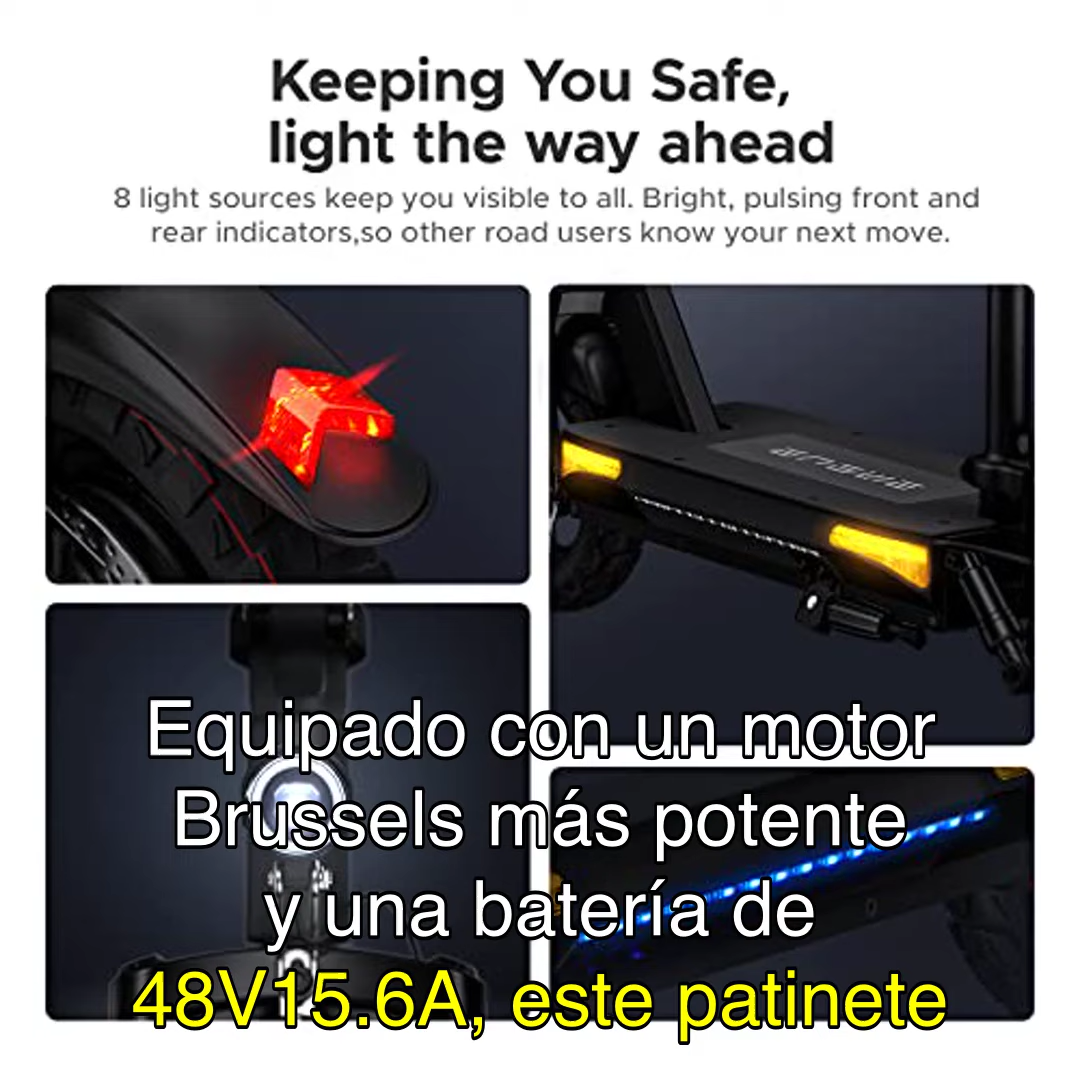 Keeping You Safe,
light the way ahead
8 light sources keep you visible to all. Bright, pulsing front and
rear indicators,so other road users know your next move.
Equipado con un motor
Brussels más potente
y una batería de
48V15.6A, este patinete